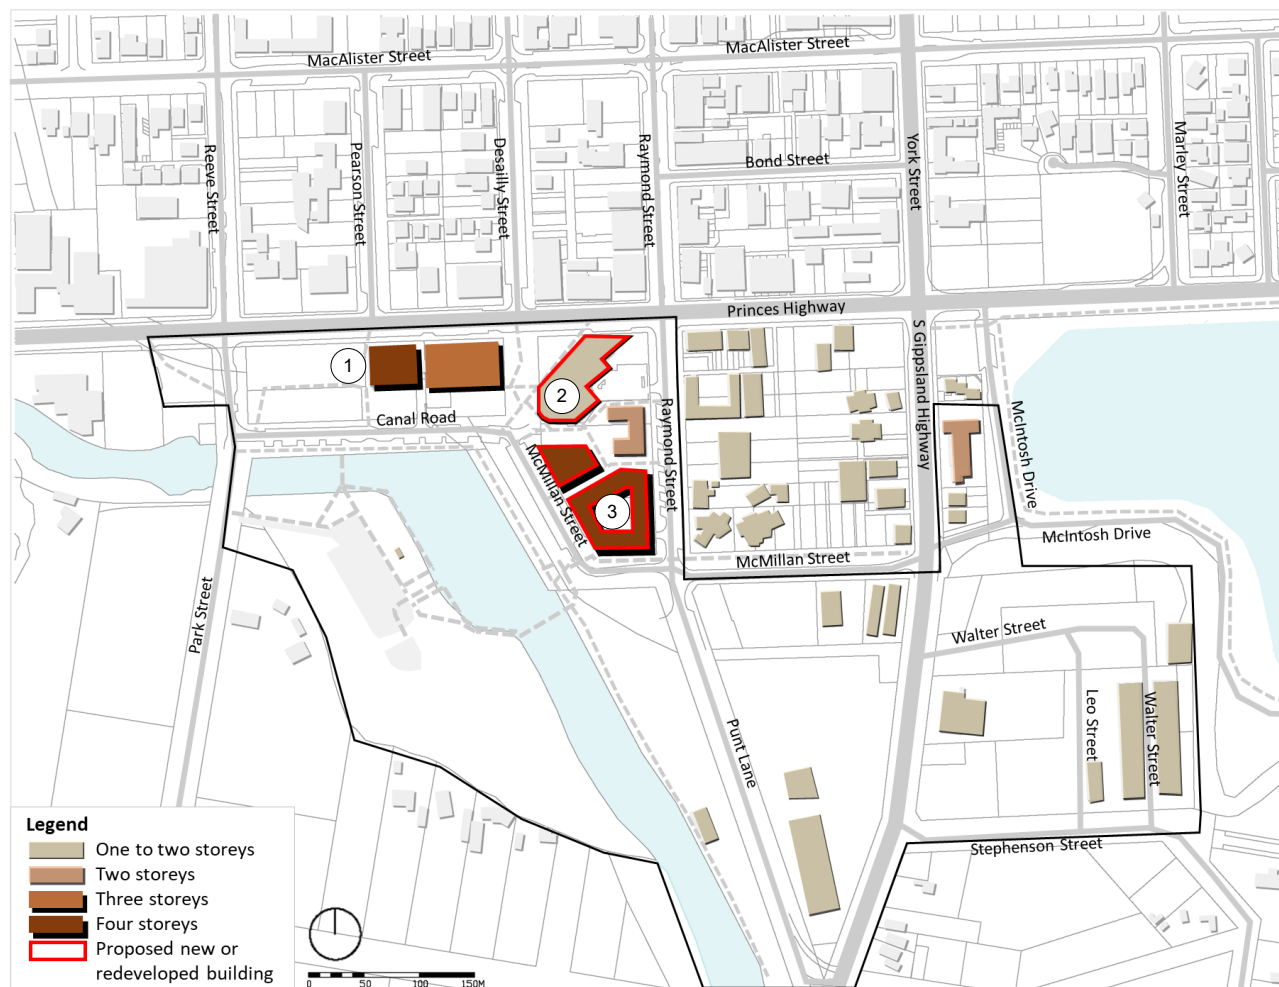 MacAlister Street
MacAlister Street
Reeve Street
Pearson Street
Desailly Street
Raymond Street
Bond Street
York Street
Marley Street
Princes Highway
1
2
3
Canal Road
McMillan Street
Raymond Street
S Gippsland Highway
McIntosh Drive
McIntosh Drive
McMillan Street
Park Street
Walter Street
Leo Street
Walter Street
Punt Lane
Stephenson Street
Legend
One to two storeys
Two storeys
Three storeys
Four storeys
Proposed new or
redeveloped building
0 50 100 150M